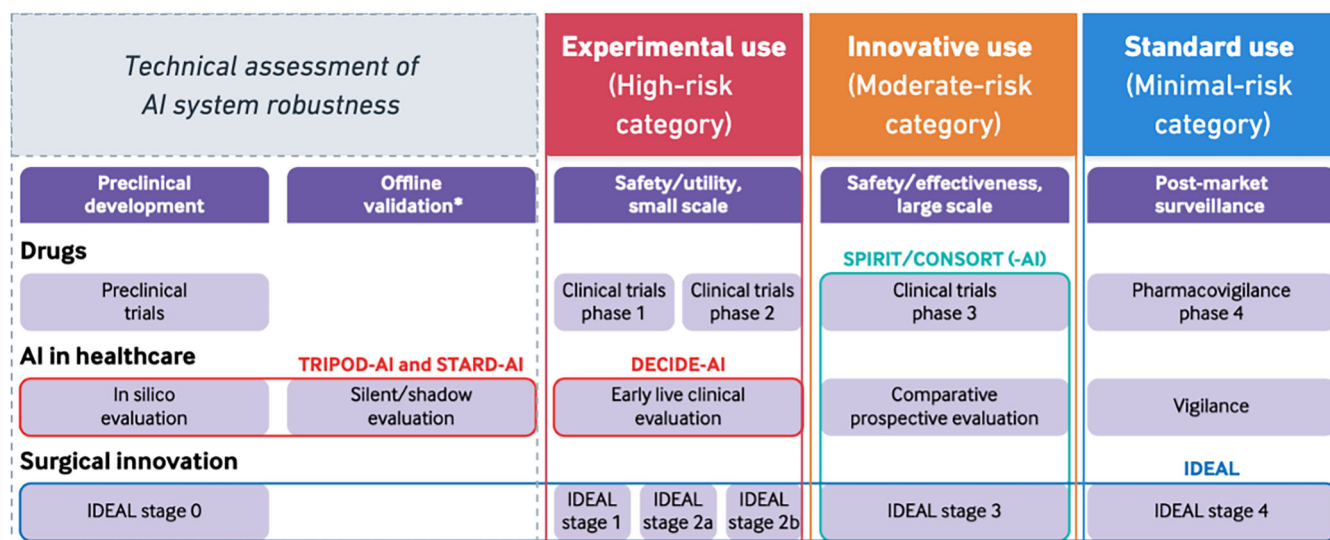 Technical assessment of
AI system robustness
Experimental use
(High-risk
category)
Innovative use
(Moderate-risk
category)
Standard use
(Minimal-risk
category)
Preclinical
development
Offline
validation*
Safety/utility,
small scale
Safety/effectiveness,
large scale
Post-market
surveillance
Drugs
SPIRIT/CONSORT (-AI)
Preclinical
trials
Clinical trials
phase 1
Clinical trials
phase 2
Clinical trials
phase 3
Pharmacovigilance
phase 4
AI in healthcare
TRIPOD-AI and STARD-AI
DECIDE-AI
In silico
evaluation
Silent/shadow
evaluation
Early live clinical
evaluation
Comparative
prospective evaluation
Vigilance
Surgical innovation
IDEAL
IDEAL stage 0
IDEAL
stage 1
IDEAL
stage 2a
IDEAL
stage 2b
IDEAL stage 3
IDEAL stage 4